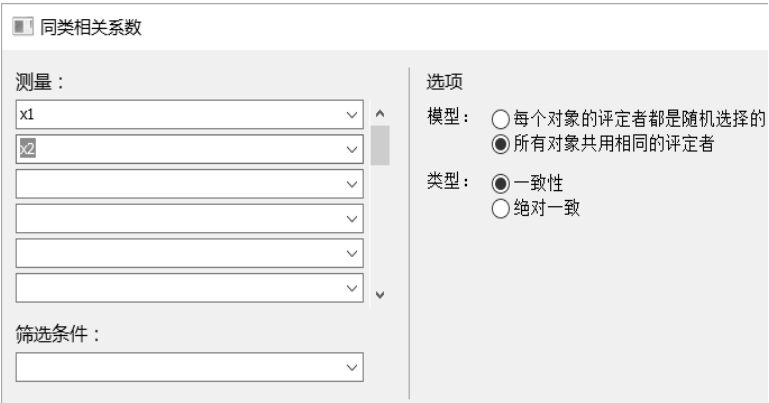 同类相关系数
测量：
x1
x2
筛选条件：
选项
模型：
每个对象的评定者都是随机选择的
所有对象共用相同的评定者
类型：
一致性
绝对一致